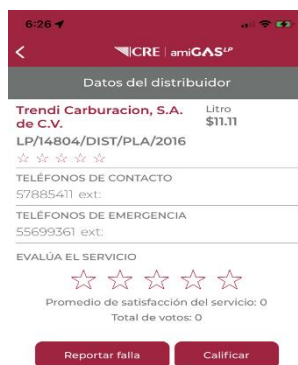 6:26
CRE | amiGAS LP
Datos del distribuidor
Trendi Carburacion, S.A. de C.V.
Litro
$11.11
LP/14804/DIST/PLA/2016
TELÉFONOS DE CONTACTO
57885411 ext:
TELÉFONOS DE EMERGENCIA
55699361 ext:
EVALÚA EL SERVICIO
Promedio de satisfacción del servicio: 0
Total de votos: 0
Reportar falla
Calificar